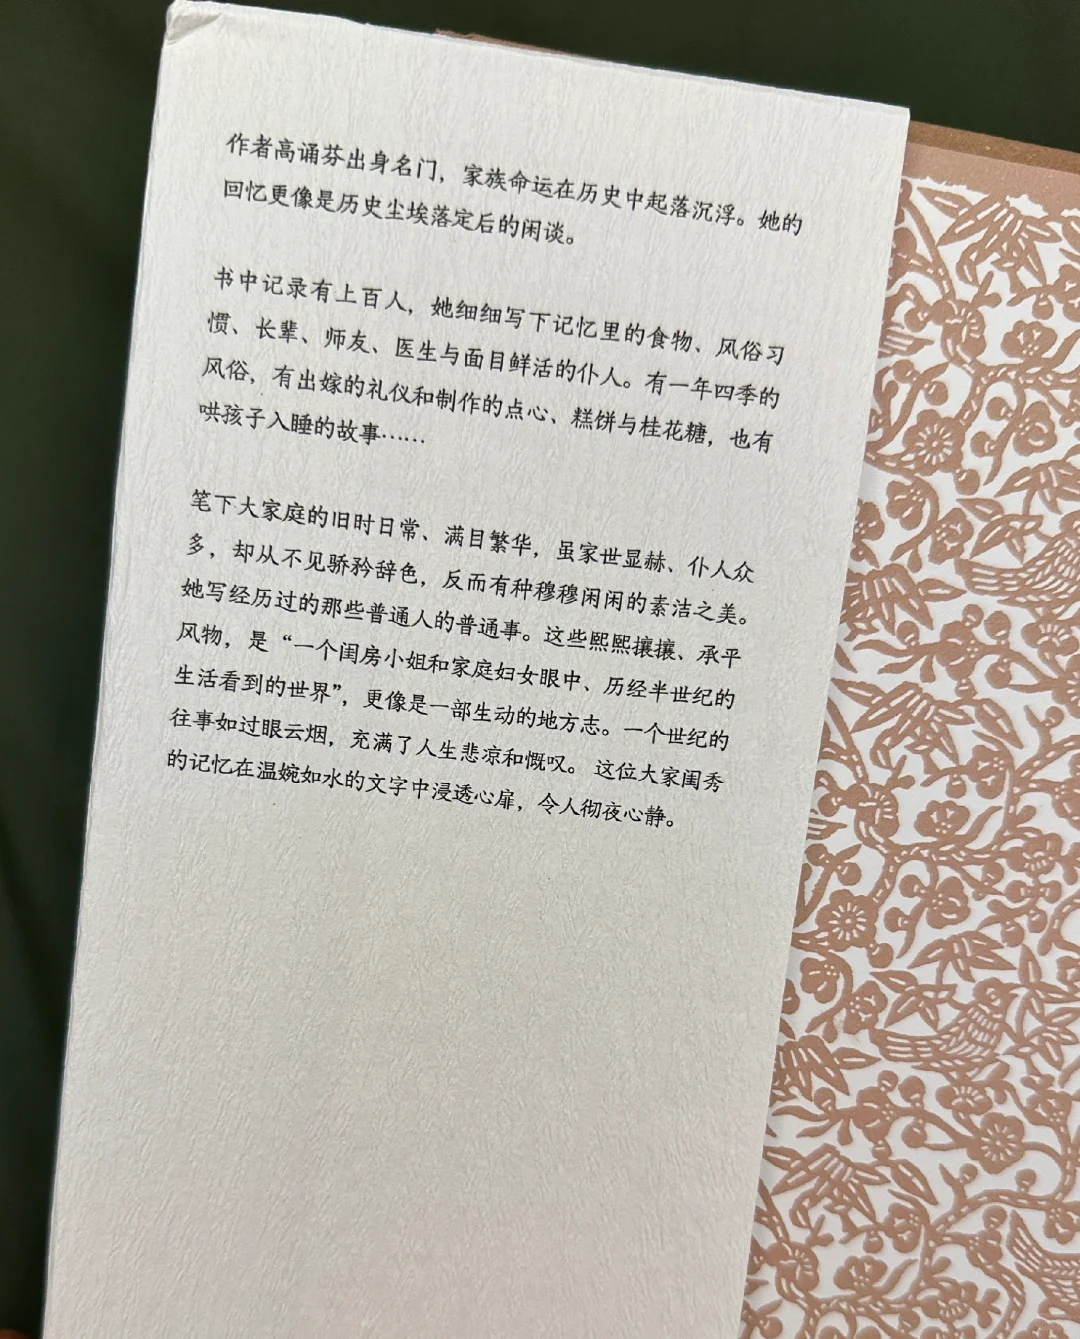 作者高诵芬出身名门，家族命运在历史中起落沉浮。她的
回忆更像是历史尘埃落定后的闲谈。
书中记录有上百人，她细细写下记忆里的食物、风俗习
惯、长辈、师友、医生与面目鲜活的仆人。有一年四季的
风俗，有出嫁的礼仪和制作的点心、糕饼与桂花糖，也有
哄孩子入睡的故事……
笔下大家庭的旧时日常、满目繁华，虽家世显赫、仆人众
多，却从不见骄矜辞色，反而有种穆穆闲闲的素洁之美。
她写经历过的那些普通人的普通事。这些熙熙攘攘、承平
风物，是“一个闺房小姐和家庭妇女眼中、历经半世纪的
生活看到的世界”，更像是一部生动的地方志。一个世纪的
往事如过眼云烟，充满了人生悲凉和慨叹。这位大家闺秀
的记忆在温婉如水的文字中浸透心扉，令人彻夜心静。